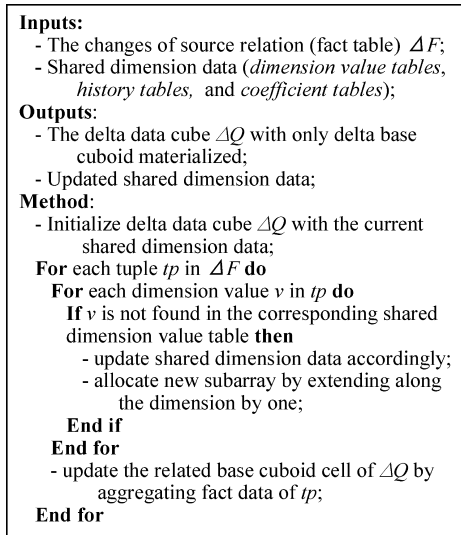 Inputs:
- The changes of source relation (fact table) ΔF;
- Shared dimension data (dimension value tables,
history tables, and coefficient tables);
Outputs:
- The delta data cube ΔQ with only delta base
cuboid materialized;
- Updated shared dimension data;
Method:
- Initialize delta data cube ΔQ with the current
shared dimension data;
For each tuple tp in ΔF do
For each dimension value v in tp do
If v is not found in the corresponding shared
dimension value table then
- update shared dimension data accordingly;
- allocate new subarray by extending along
the dimension by one;
End if
End for
- update the related base cuboid cell of ΔQ by
aggregating fact data of tp;
End for